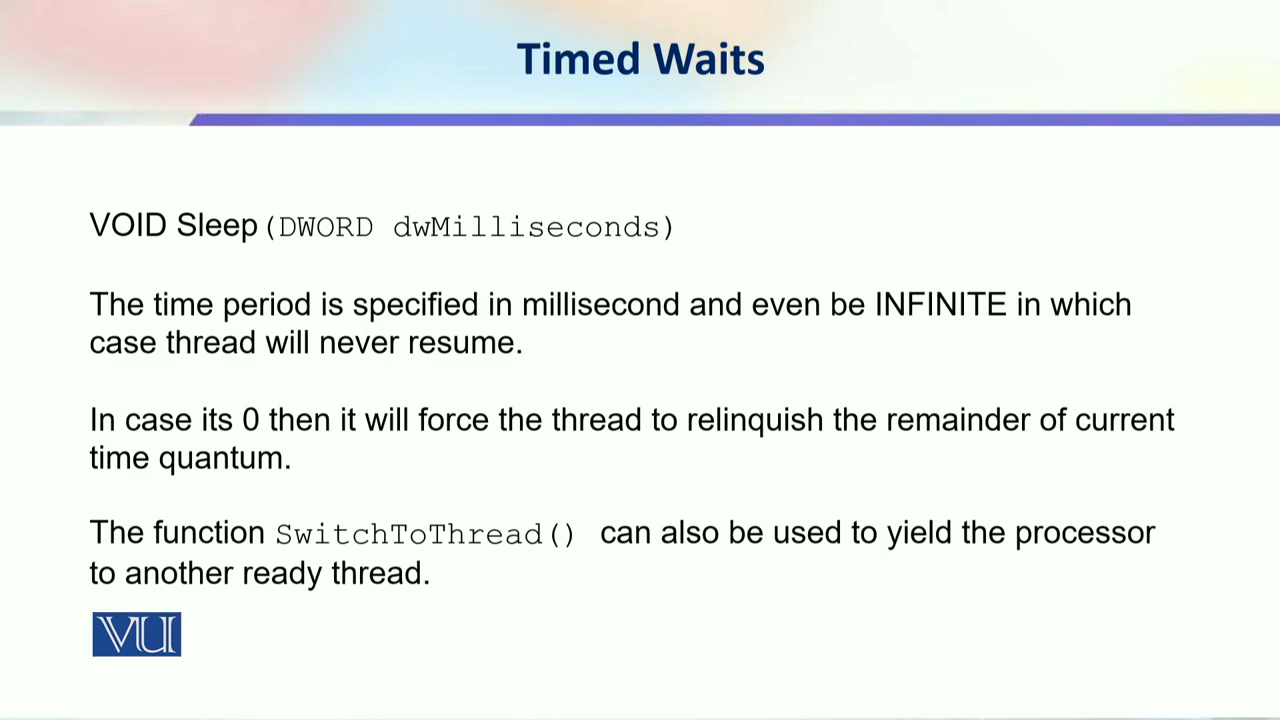 Timed Waits
VOID Sleep(DWORD dwMilliseconds)
The time period is specified in millisecond and even be INFINITE in which
case thread will never resume.
In case its 0 then it will force the thread to relinquish the remainder of current
time quantum.
The function SwitchToThread() can also be used to yield the processor
to another ready thread.
VU